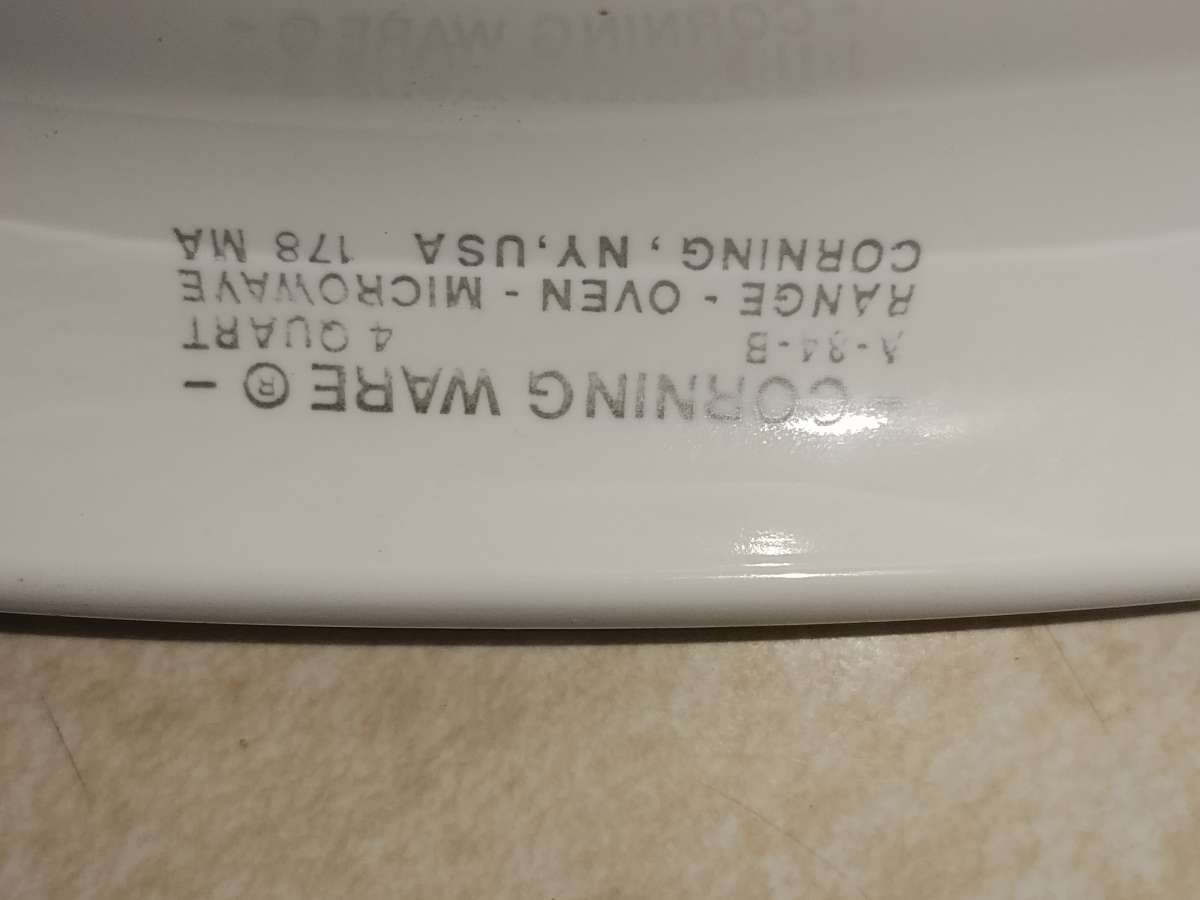 - CORNING WARE ® -
A-84-B 4 QUART
RANGE - OVEN - MICROWAVE
CORNING, NY, USA 178 MA